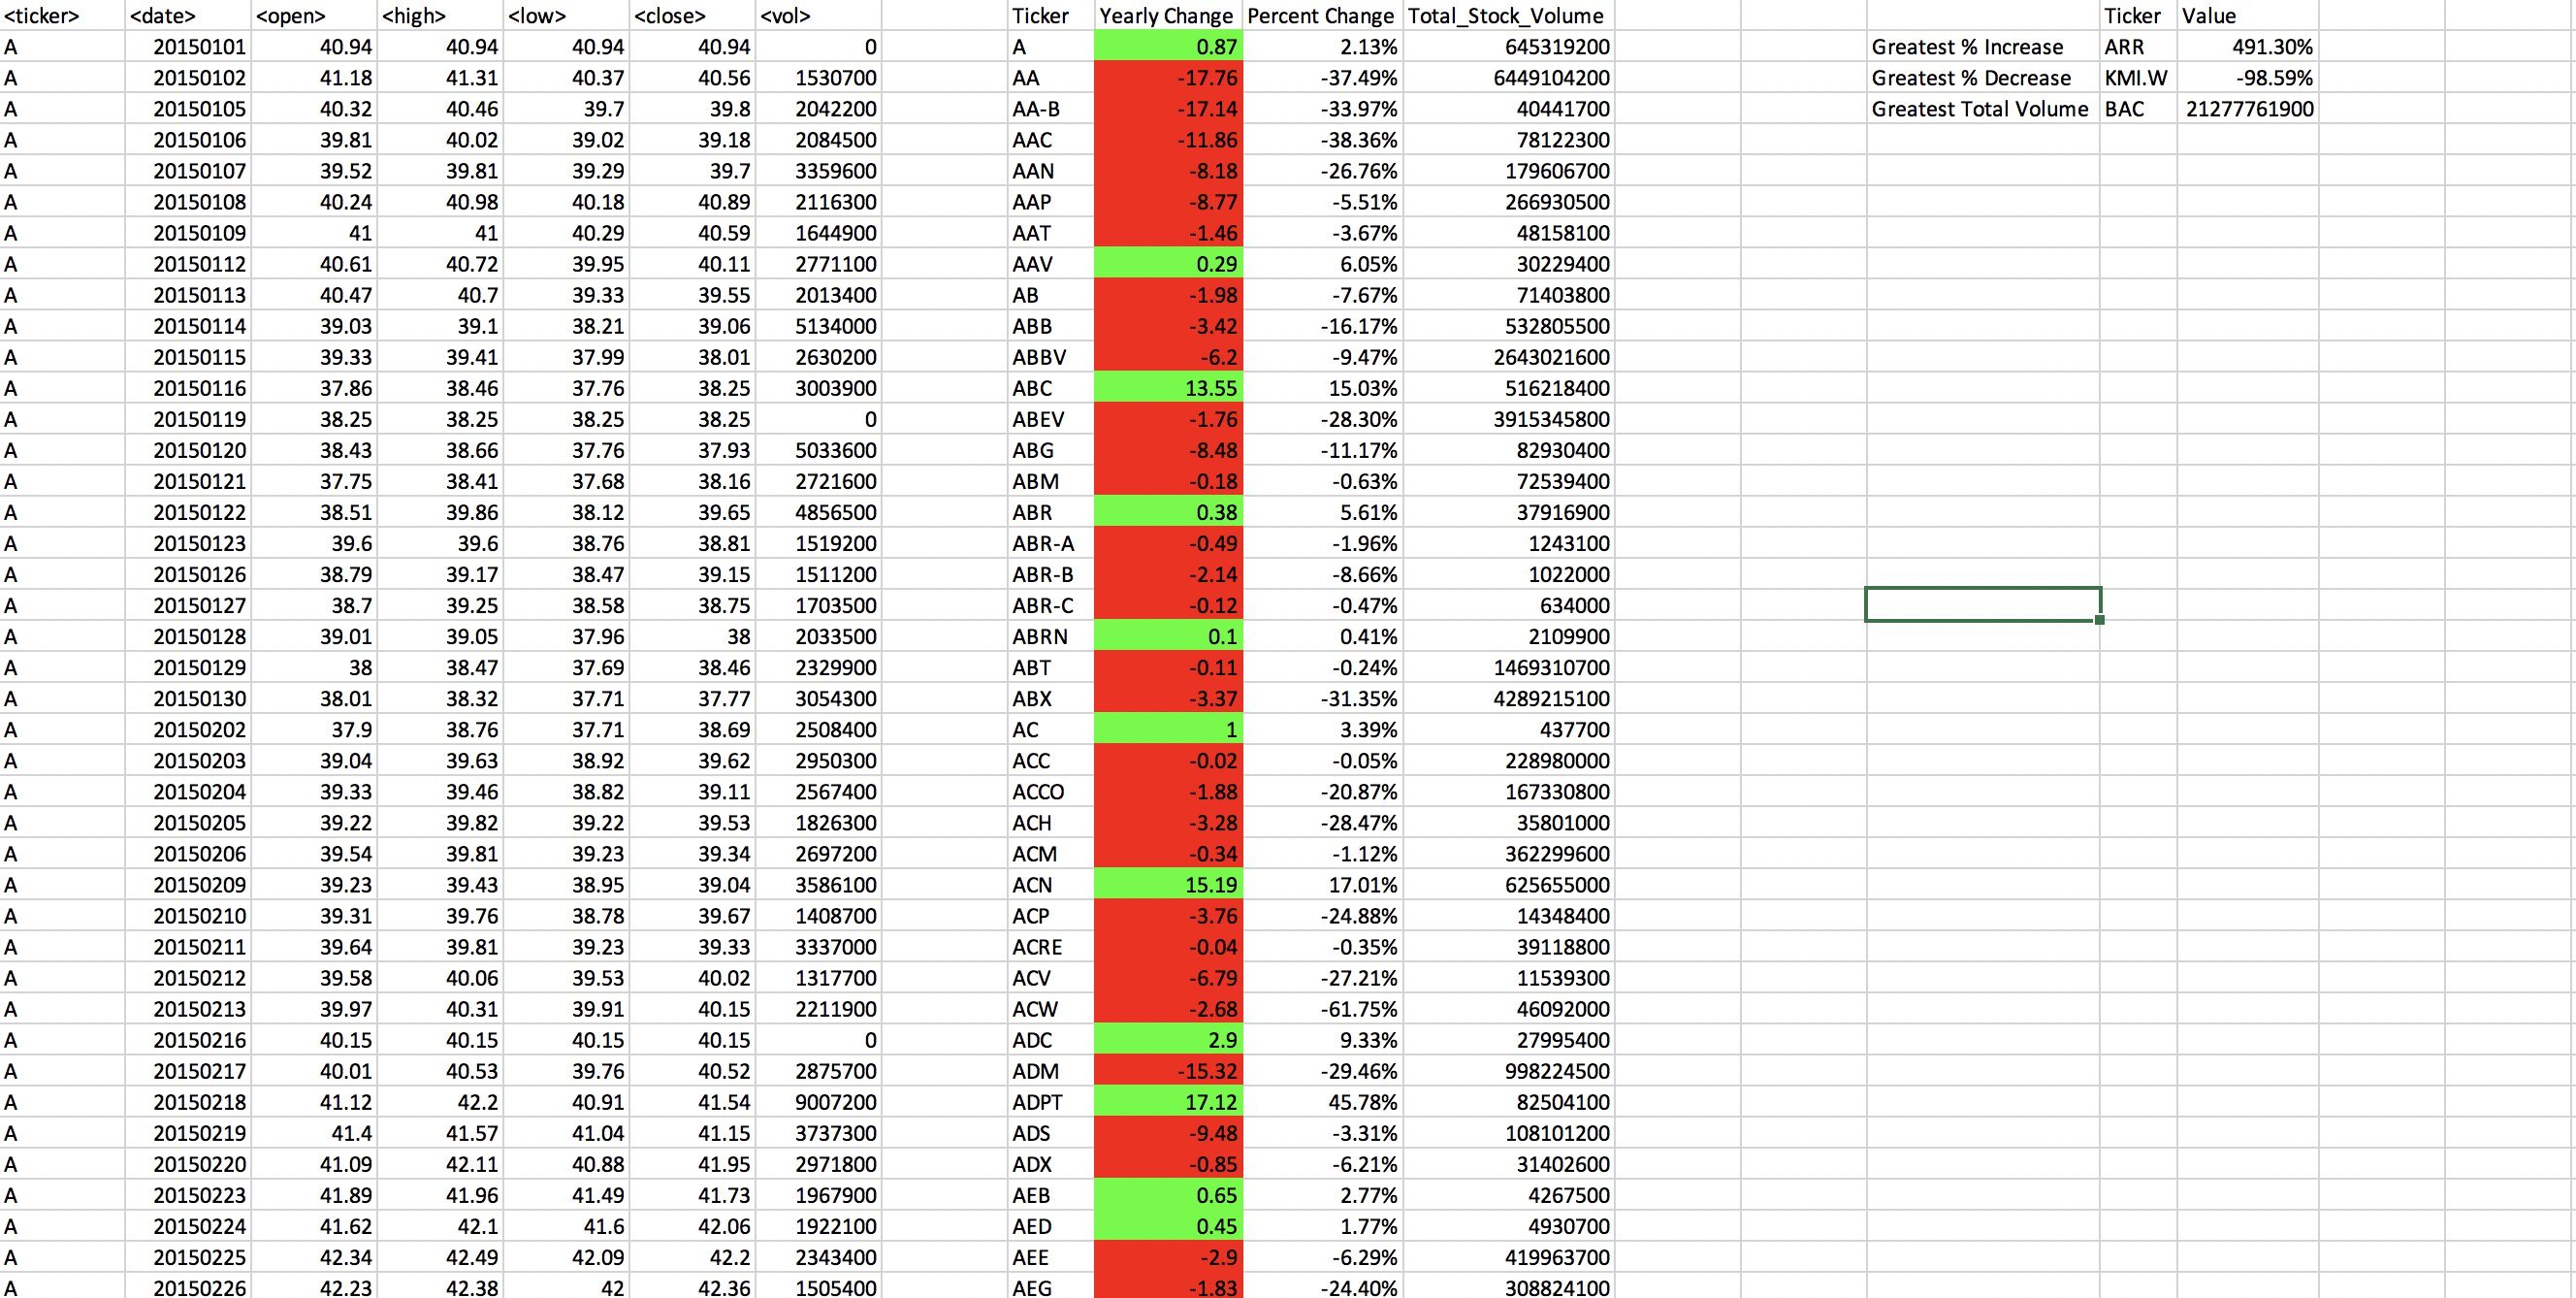 <ticker> <date> <open> <high> <low> <close> <vol> Ticker Yearly Change Percent Change Total_Stock_Volume Ticker Value
A 20150101 40.94 40.94 40.94 40.94 0 A 0.87 2.13% 645319200 Greatest % Increase ARR 491.30%
A 20150102 41.18 41.31 40.37 40.56 1530700 AA -17.76 -37.49% 6449104200 Greatest % Decrease KMI.W -98.59%
A 20150105 40.32 40.46 39.7 39.8 2042200 AA-B -17.14 -33.97% 40441700 Greatest Total Volume BAC 21277761900
A 20150106 39.81 40.02 39.02 39.18 2084500 AAC -11.86 -38.36% 78122300
A 20150107 39.52 39.81 39.29 39.7 3359600 AAN -8.18 -26.76% 179606700
A 20150108 40.24 40.98 40.18 40.89 2116300 AAP -8.77 -5.51% 266930500
A 20150109 41 41 40.29 40.59 1644900 AAT -1.46 -3.67% 48158100
A 20150112 40.61 40.72 39.95 40.11 2771100 AAV 0.29 6.05% 30229400
A 20150113 40.47 40.7 39.33 39.55 2013400 AB -1.98 -7.67% 71403800
A 20150114 39.03 39.1 38.21 39.06 5134000 ABB -3.42 -16.17% 532805500
A 20150115 39.33 39.41 37.99 38.01 2630200 ABBV -6.2 -9.47% 2643021600
A 20150116 37.86 38.46 37.76 38.25 3003900 ABC 13.55 15.03% 516218400
A 20150119 38.25 38.25 38.25 38.25 0 ABEV -1.76 -28.30% 3915345800
A 20150120 38.43 38.66 37.76 37.93 5033600 ABG -8.48 -11.17% 82930400
A 20150121 37.75 38.41 37.68 38.16 2721600 ABM -0.18 -0.63% 72539400
A 20150122 38.51 39.86 38.12 39.65 4856500 ABR 0.38 5.61% 37916900
A 20150123 39.6 39.6 38.76 38.81 1519200 ABR-A -0.49 -1.96% 1243100
A 20150126 38.79 39.17 38.47 39.15 1511200 ABR-B -2.14 -8.66% 1022000
A 20150127 38.7 39.25 38.58 38.75 1703500 ABR-C -0.12 -0.47% 634000
A 20150128 39.01 39.05 37.96 38 2033500 ABRN 0.1 0.41% 2109900
A 20150129 38 38.47 37.69 38.46 2329900 ABT -0.11 -0.24% 1469310700
A 20150130 38.01 38.32 37.71 37.77 3054300 ABX -3.37 -31.35% 4289215100
A 20150202 37.9 38.76 37.71 38.69 2508400 AC 1 3.39% 437700
A 20150203 39.04 39.63 38.92 39.62 2950300 ACC -0.02 -0.05% 228980000
A 20150204 39.33 39.46 38.82 39.11 2567400 ACCO -1.88 -20.87% 167330800
A 20150205 39.22 39.82 39.22 39.53 1826300 ACH -3.28 -28.47% 35801000
A 20150206 39.54 39.81 39.23 39.34 2697200 ACM -0.34 -1.12% 362299600
A 20150209 39.23 39.43 38.95 39.04 3586100 ACN 15.19 17.01% 625655000
A 20150210 39.31 39.76 38.78 39.67 1408700 ACP -3.76 -24.88% 14348400
A 20150211 39.64 39.81 39.23 39.33 3337000 ACRE -0.04 -0.35% 39118800
A 20150212 39.58 40.06 39.53 40.02 1317700 ACV -6.79 -27.21% 11539300
A 20150213 39.97 40.31 39.91 40.15 2211900 ACW -2.68 -61.75% 46092000
A 20150216 40.15 40.15 40.15 40.15 0 ADC 2.9 9.33% 27995400
A 20150217 40.01 40.53 39.76 40.52 2875700 ADM -15.32 -29.46% 998224500
A 20150218 41.12 42.2 40.91 41.54 9007200 ADPT 17.12 45.78% 82504100
A 20150219 41.4 41.57 41.04 41.15 3737300 ADS -9.48 -3.31% 108101200
A 20150220 41.09 42.11 40.88 41.95 2971800 ADX -0.85 -6.21% 31402600
A 20150223 41.89 41.96 41.49 41.73 1967900 AEB 0.65 2.77% 4267500
A 20150224 41.62 42.1 41.6 42.06 1922100 AED 0.45 1.77% 4930700
A 20150225 42.34 42.49 42.09 42.2 2343400 AEE -2.9 -6.29% 419963700
A 20150226 42.23 42.38 42 42.36 1505400 AEG -1.83 -24.40% 308824100